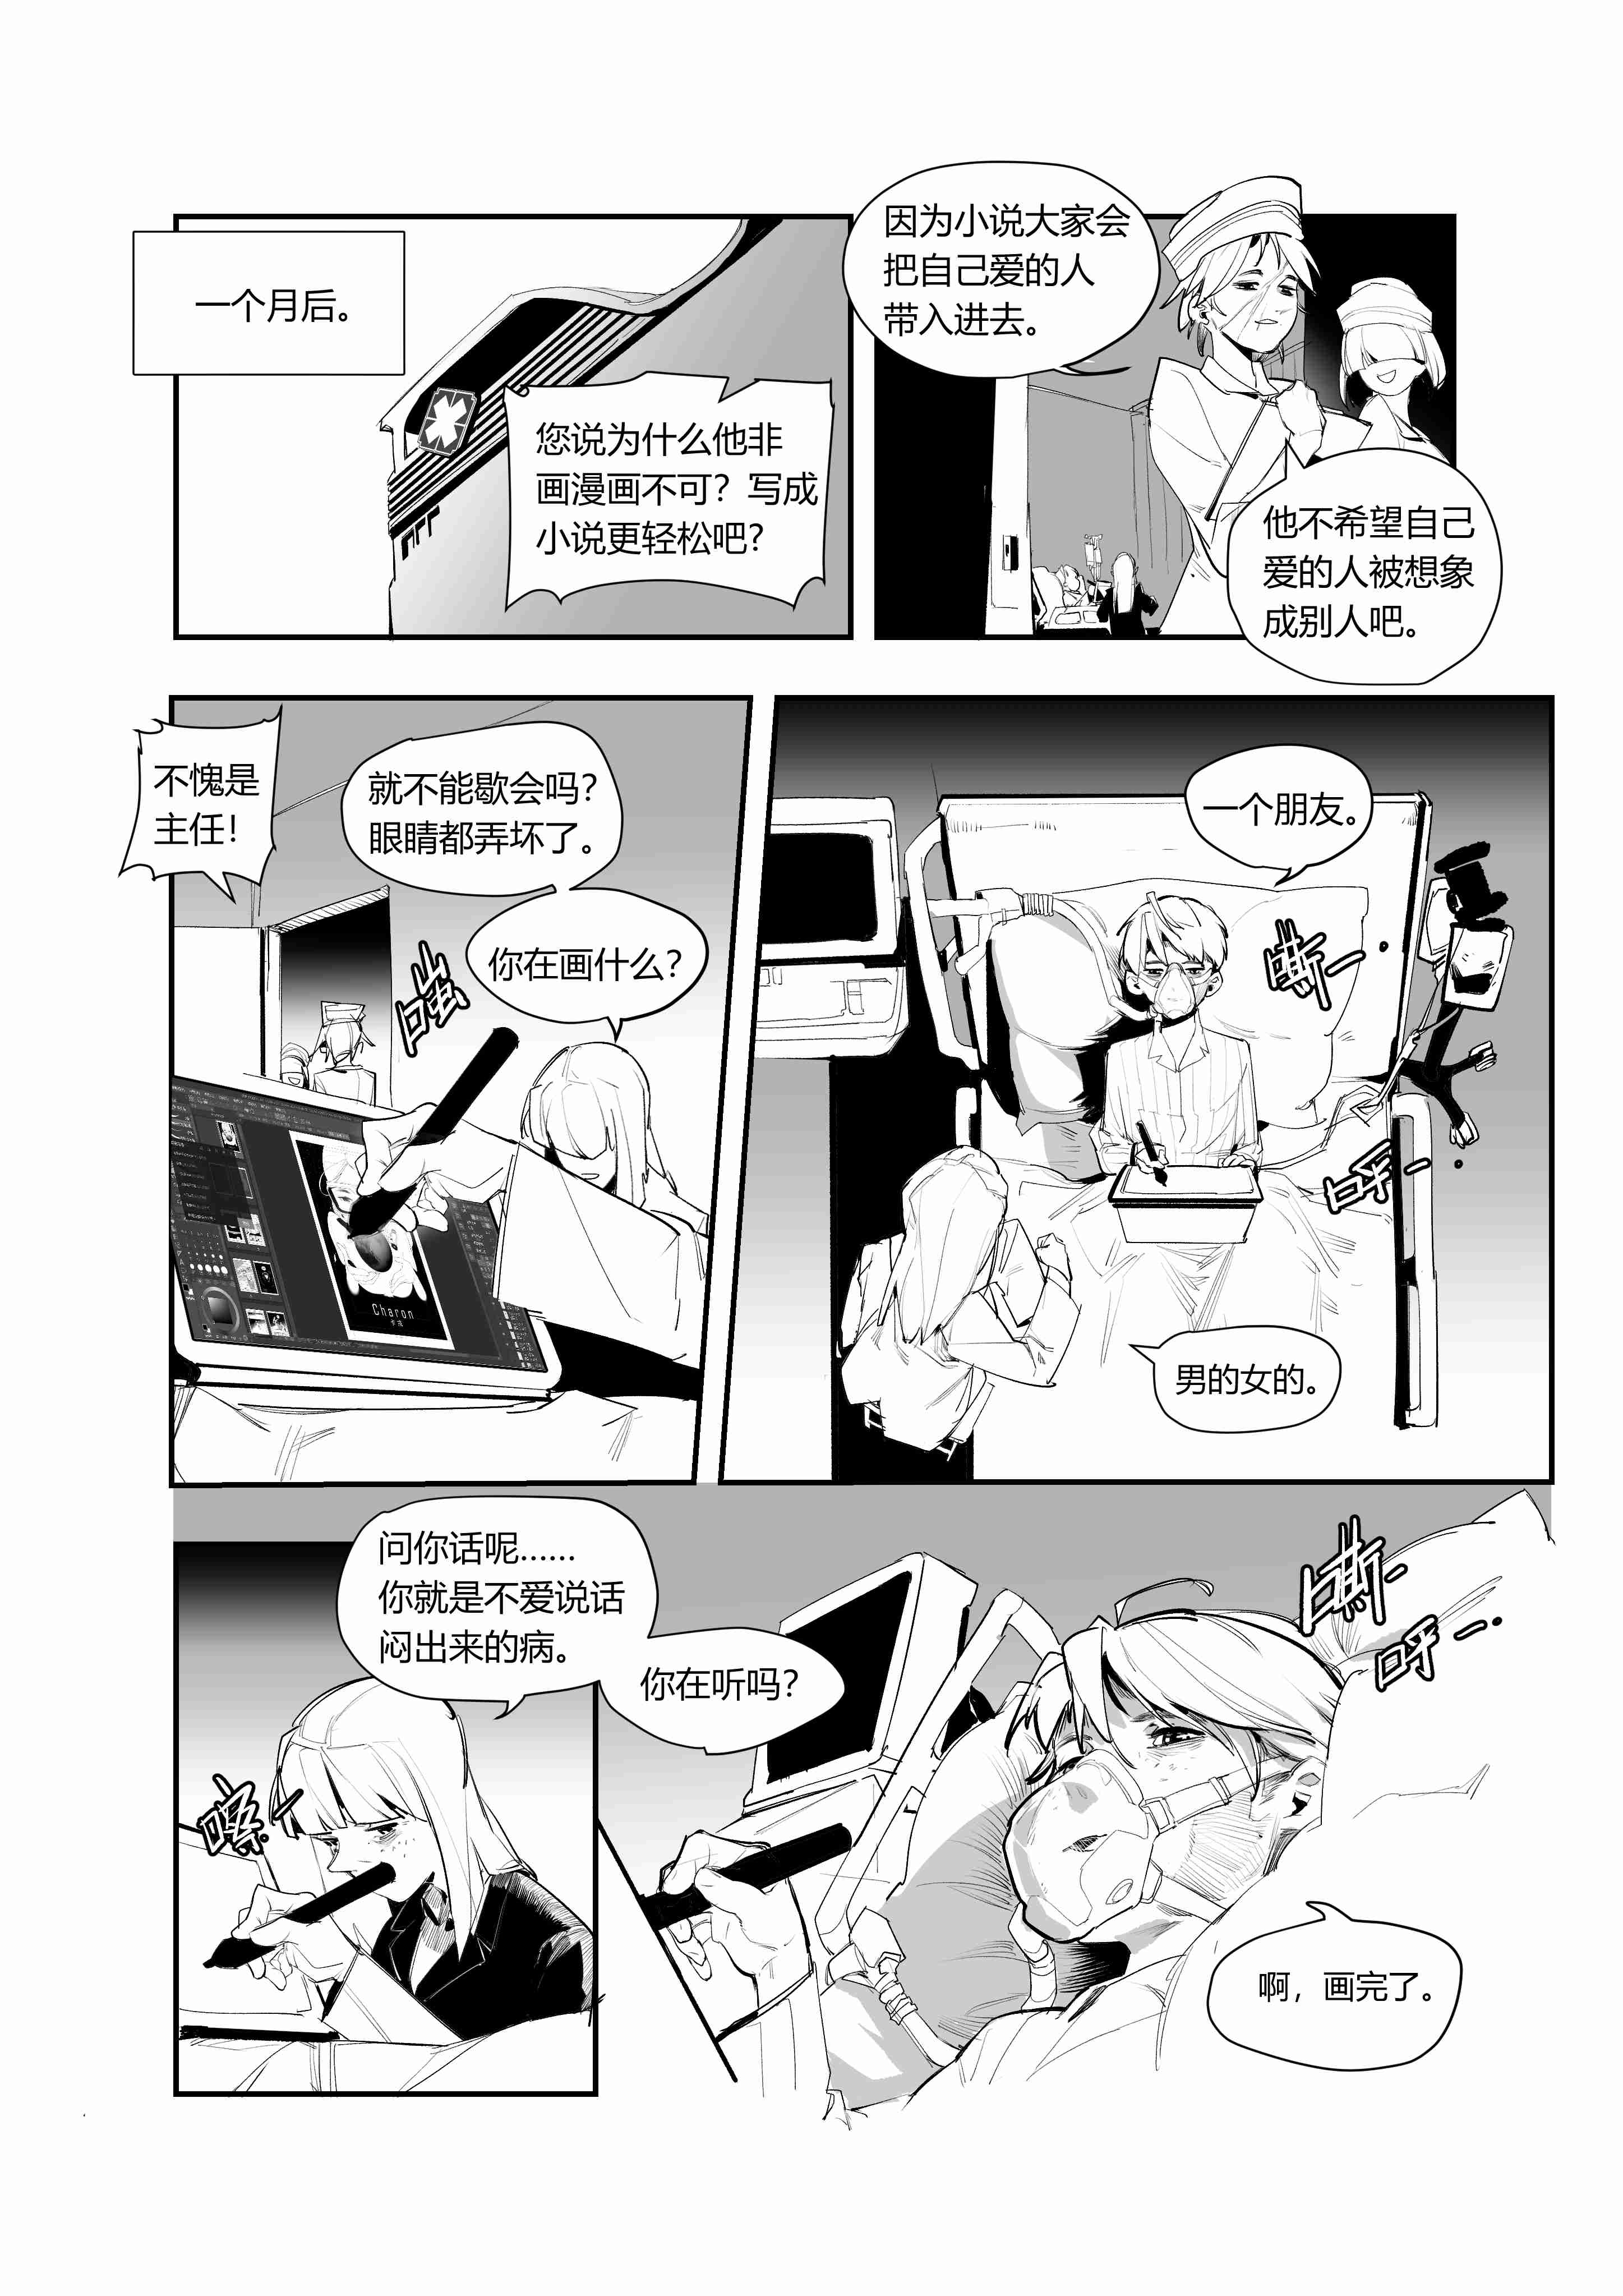 一个月后。
您说为什么他非
画漫画不可？写成
小说更轻松吧？
因为小说大家会
把自己爱的人
带入进去。
他不希望自己
爱的人被想象
成别人吧。
不愧是
主任！
就不能歇会吗？
眼睛都弄坏了。
你在画什么？
嗤
Charon
一个朋友。
嘶一.
呼一.
男的女的。
问你话呢……
你就是不爱说话
闷出来的病。
你在听吗？
嘶一.
呼一..
啊，画完了。